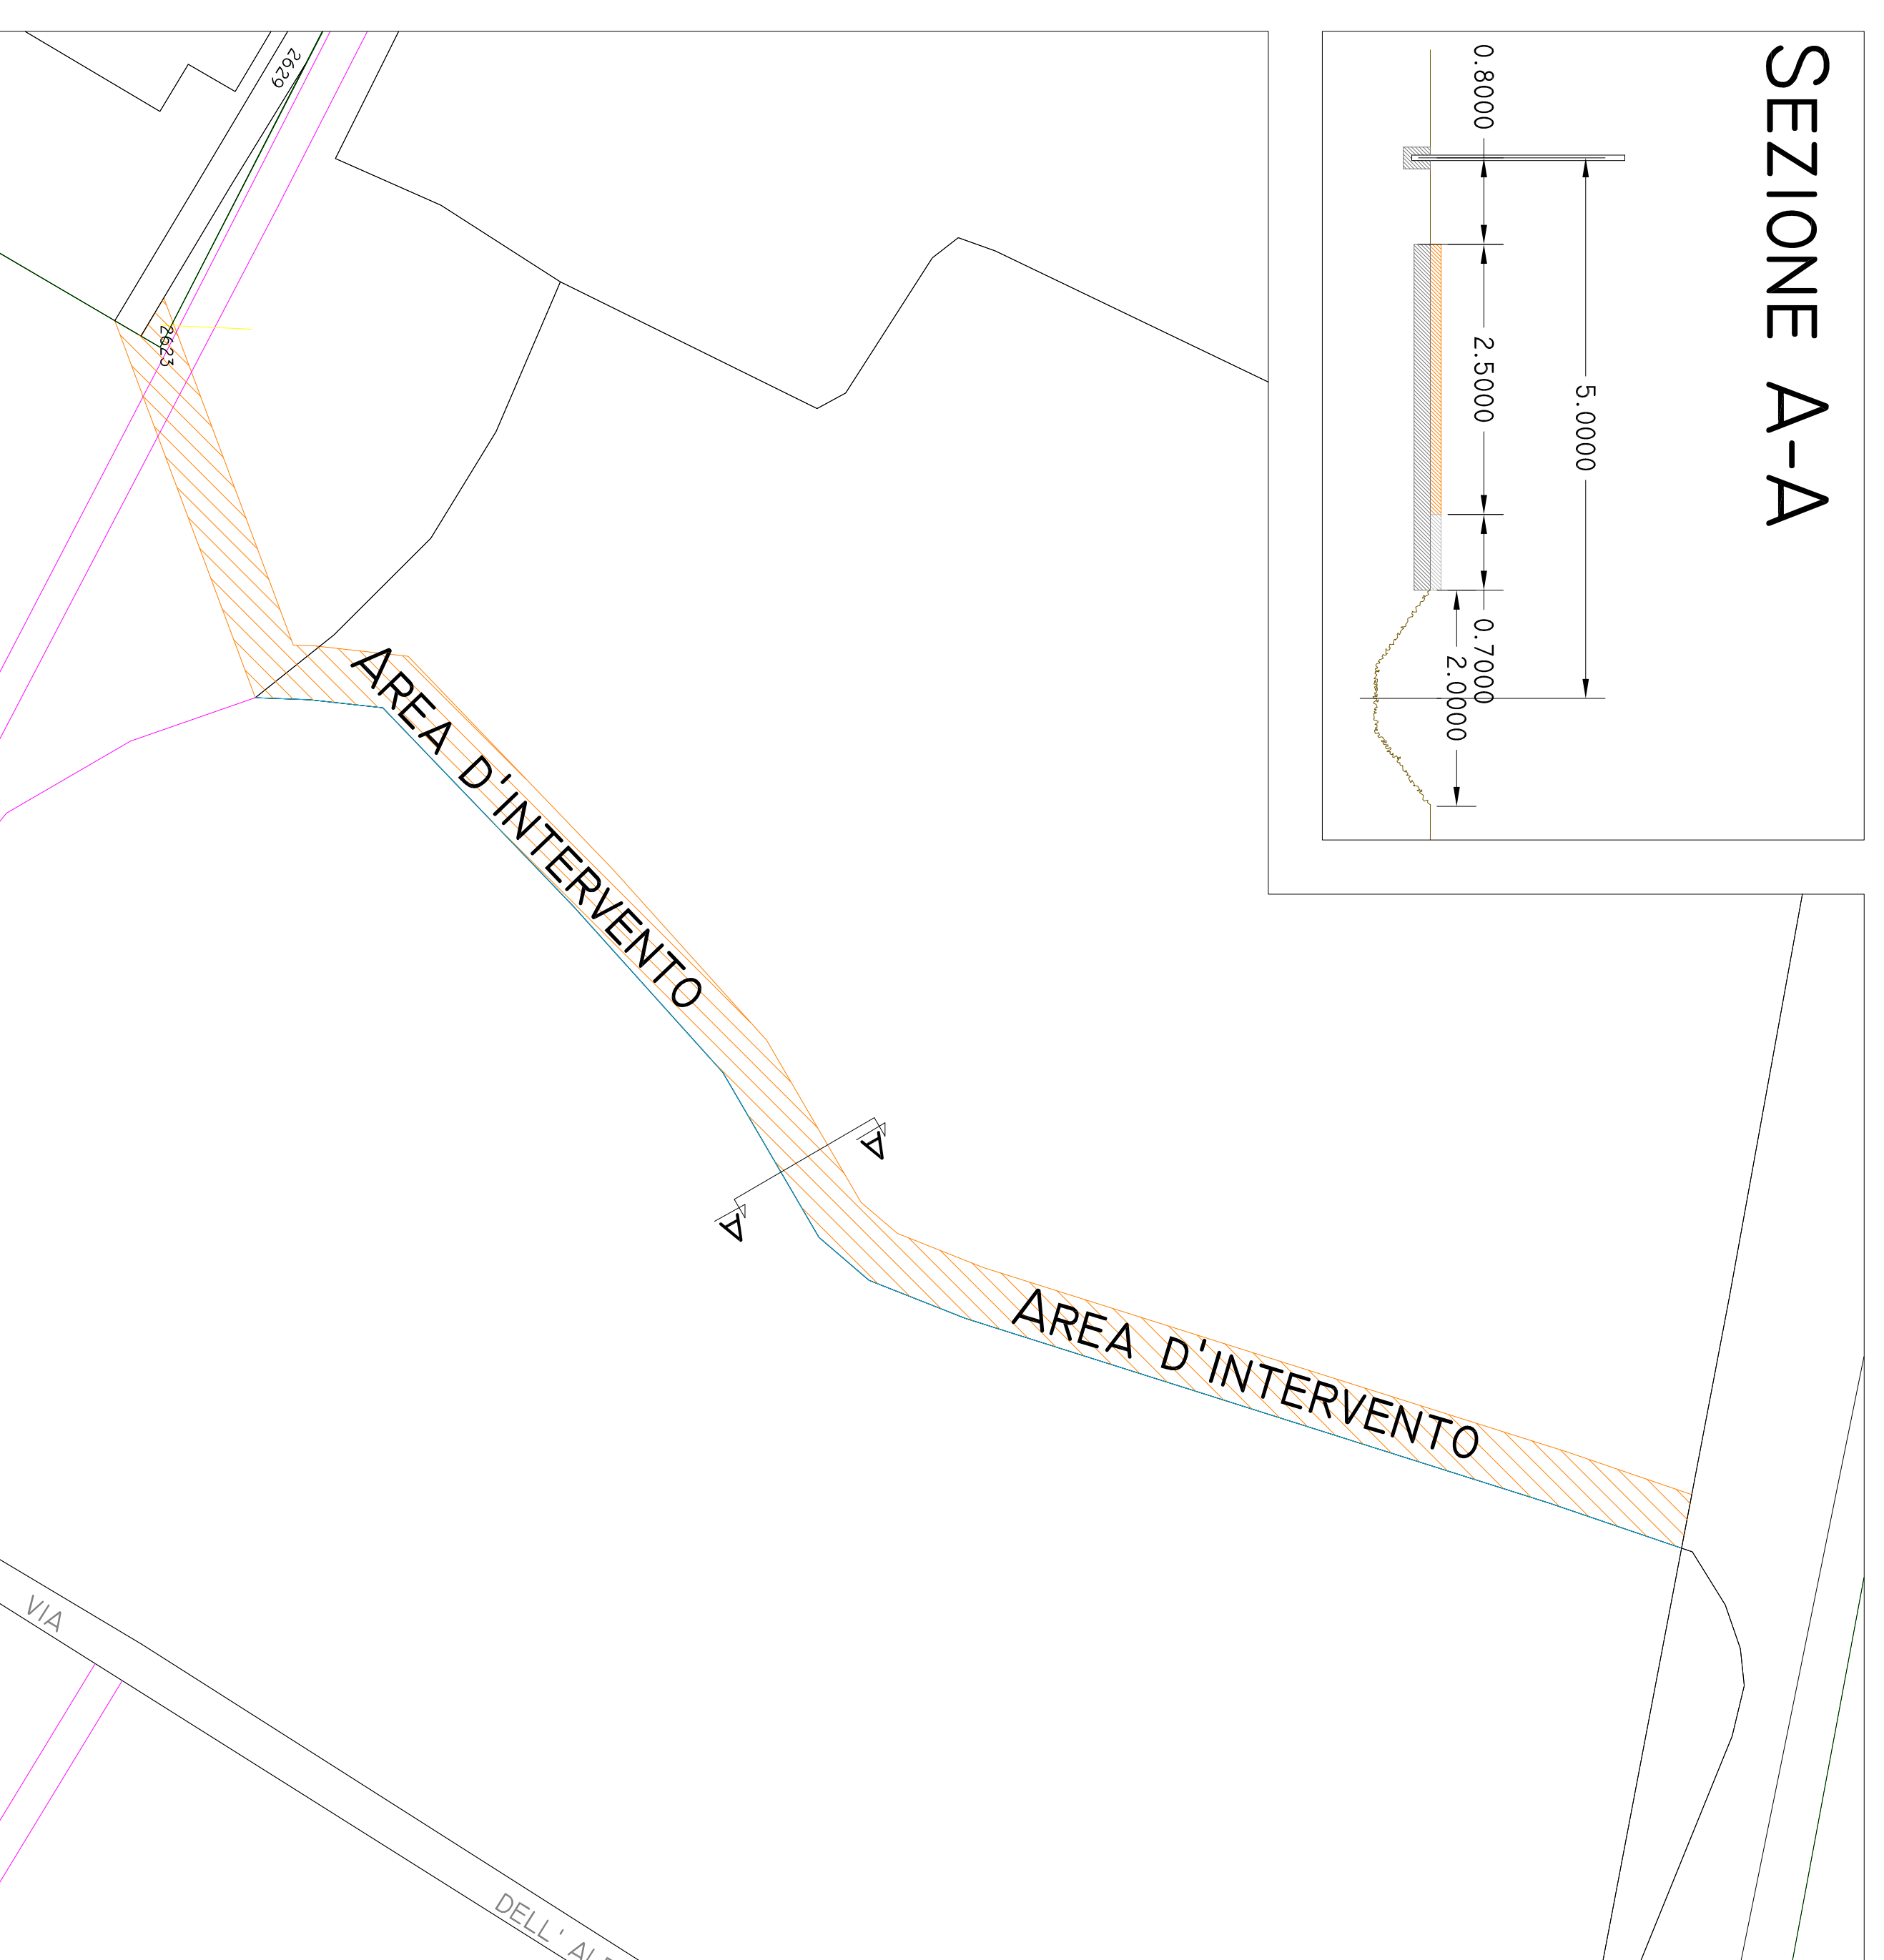 SEZIONE A-A
5.0000
0.8000
2.5000
0.7000
2.0000
2629
2623
AREA D'INTERVENTO
A
A
AREA D'INTERVENTO
VIA
DELL'